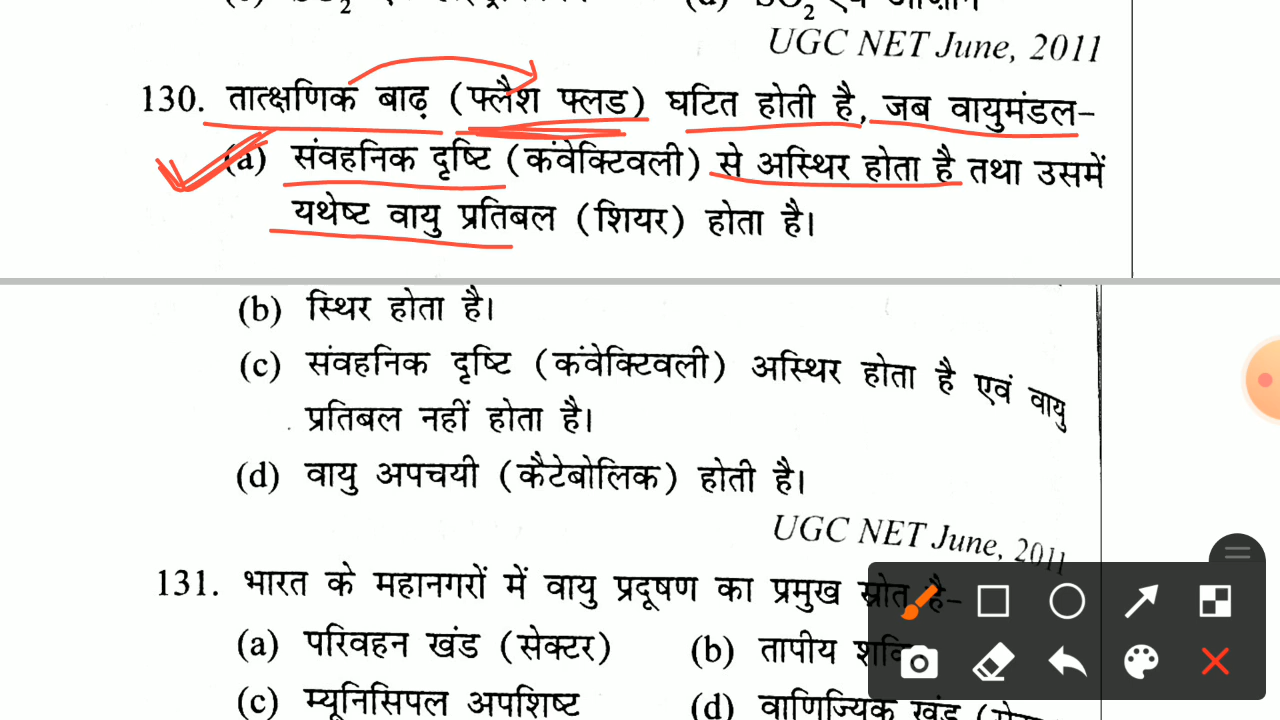 UGC NET June, 2011
130. तात्क्षणिक बाढ़ (फ्लैश फ्लड) घटित होती है, जब वायुमंडल–
(a) संवहनिक दृष्टि (कंवेक्टिवली) से अस्थिर होता है तथा उसमें
यथेष्ट वायु प्रतिबल (शियर) होता है।
(b) स्थिर होता है।
(c) संवहनिक दृष्टि (कंवेक्टिवली) अस्थिर होता है एवं वायु
प्रतिबल नहीं होता है।
(d) वायु अपचयी (कैटेबोलिक) होती है।
UGC NET June, 2011
131. भारत के महानगरों में वायु प्रदूषण का प्रमुख स्रोत है–
(a) परिवहन खंड (सेक्टर) (b) तापीय
(c) म्यूनिसिपल अपशिष्ट (d) वाणिज्यिक खंड